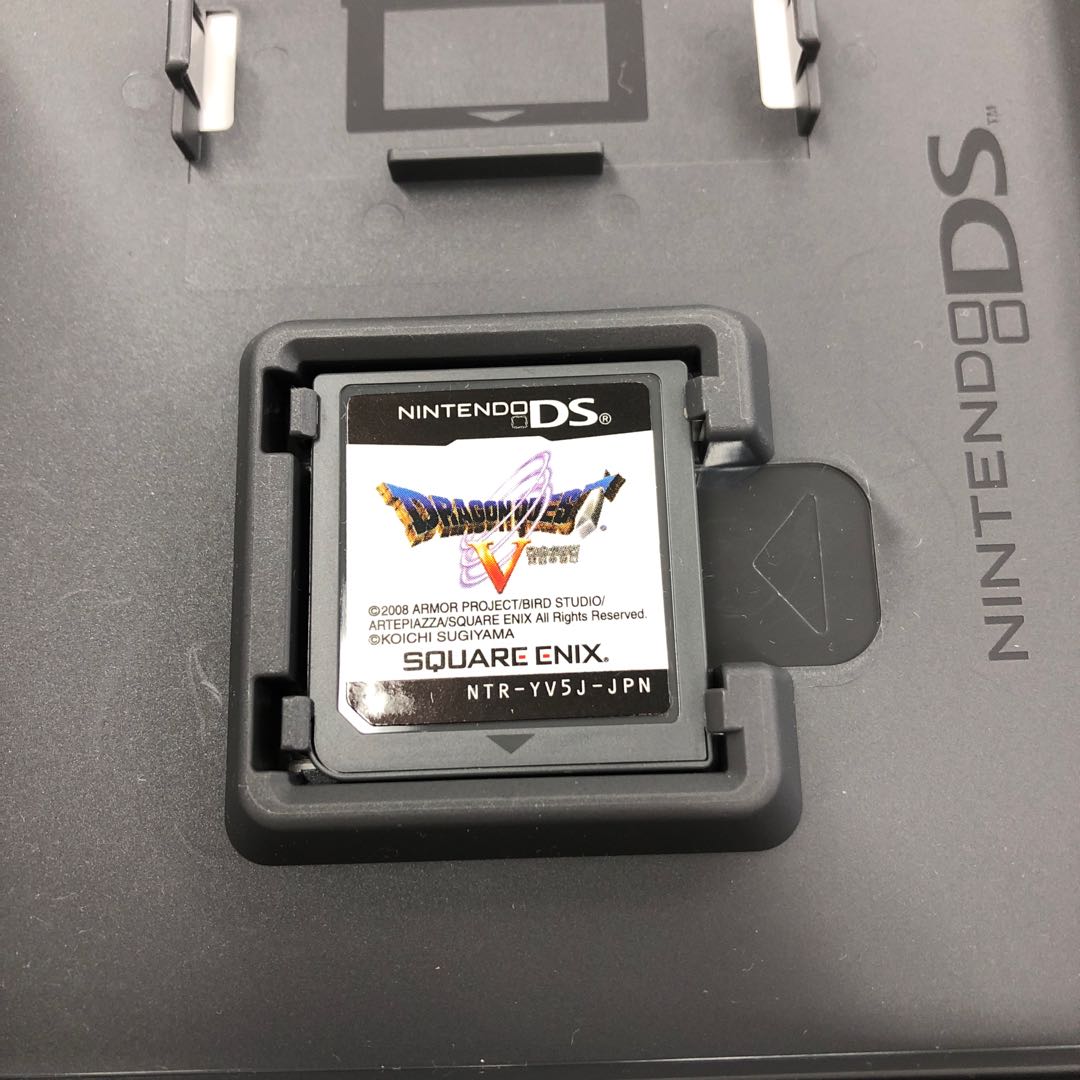 NINTENDO DS®
DRAGON QUEST
V
©2008 ARMOR PROJECT/BIRD STUDIO/
ARTEPIAZZA/SQUARE ENIX All Rights Reserved.
©KOICHI SUGIYAMA
SQUARE ENIX®
NTR-YV5J-JPN
NINTENDO DS™